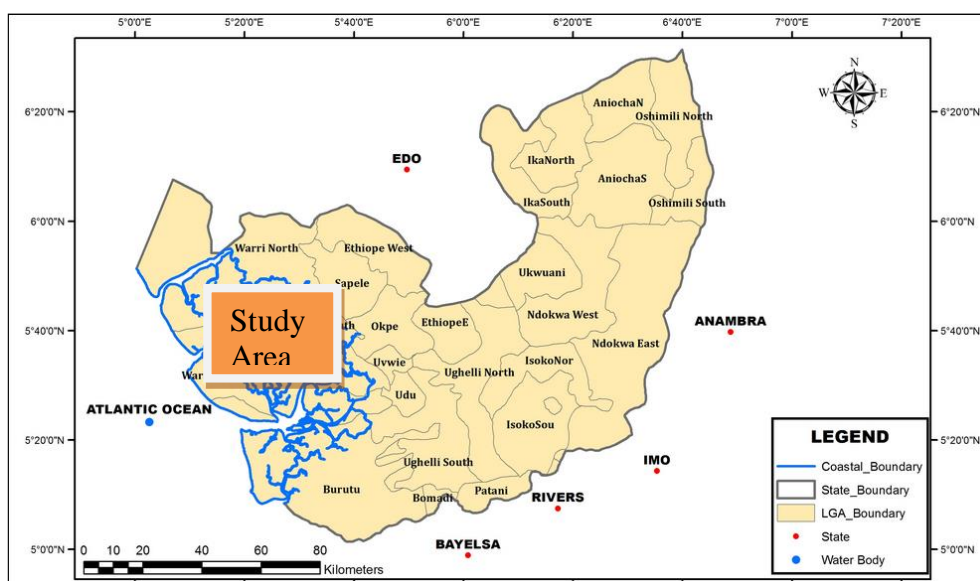 5°0'0"E 5°20'0"E 5°40'0"E 6°0'0"E 6°20'0"E 6°40'0"E 7°0'0"E 7°20'0"E
N
W E
S
6°20'0"N 6°20'0"N
AniochaN
Oshimili North
EDO
IkaNorth
AniochaS
IkaSouth
Oshimili South
6°0'0"N 6°0'0"N
Warri North
Ethiope West
Ukwuani
Sapele
Study
Area
Ndokwa West
ANAMBRA
Okpe
EthiopeE
5°40'0"N 5°40'0"N
Ndokwa East
Uvwie
Ughelli North
IsokoNor
Udu
ATLANTIC OCEAN
IsokoSou
5°20'0"N 5°20'0"N
Ughelli South
IMO
Burutu
Bomadi
Patani
RIVERS
BAYELSA
5°0'0"N 5°0'0"N
LEGEND
Coastal_Boundary
State_Boundary
LGA_Boundary
State
Water Body
0 10 20 40 60 80
Kilometers